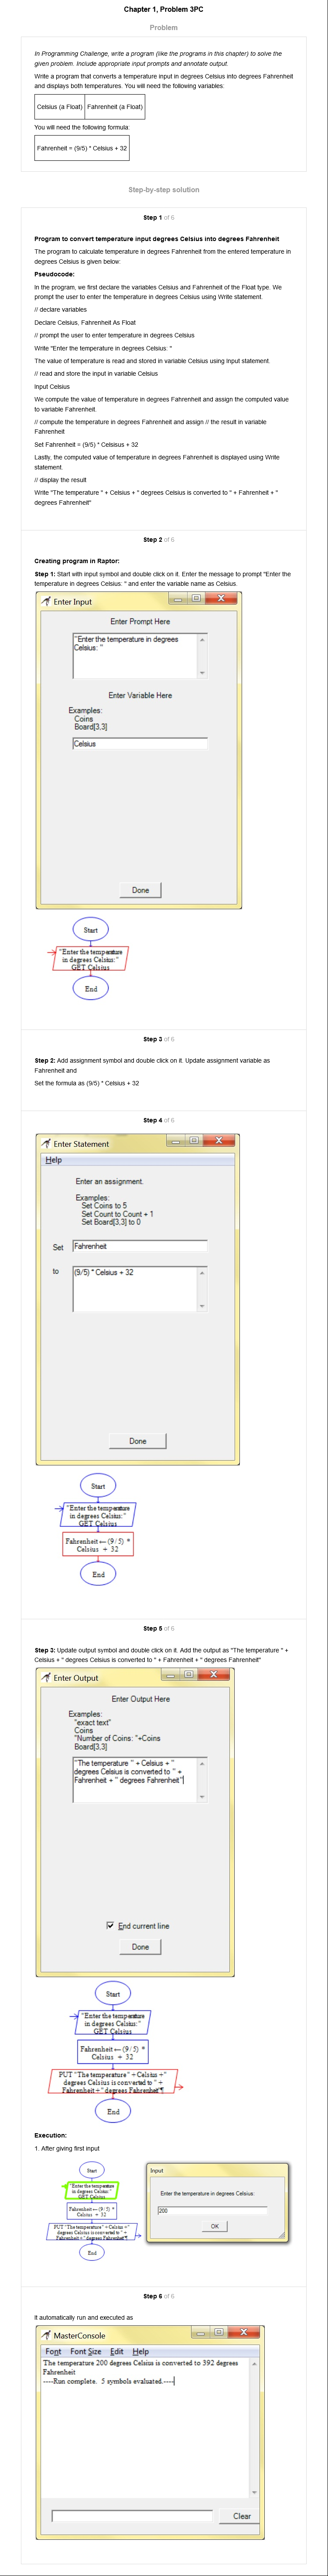 Chapter 1, Problem 3PC
Problem
In Programming Challenge, write a program (like the programs in this chapter) to solve the
given problem. Include appropriate input prompts and annotate output.
Write a program that converts a temperature input in degrees Celsius into degrees Fahrenheit
and displays both temperatures. You will need the following variables:
Celsius (a Float) Fahrenheit (a Float)
You will need the following formula:
Fahrenheit = (9/5) * Celsius + 32
Step-by-step solution
Step 1 of 6
Program to convert temperature input degrees Celsius into degrees Fahrenheit
The program to calculate temperature in degrees Fahrenheit from the entered temperature in
degrees Celsius is given below:
Pseudocode:
In the program, we first declare the variables Celsius and Fahrenheit of the Float type. We
prompt the user to enter the temperature in degrees Celsius using Write statement.
// declare variables
Declare Celsius, Fahrenheit As Float
// prompt the user to enter temperature in degrees Celsius
Write "Enter the temperature in degrees Celsius: "
The value of temperature is read and stored in variable Celsius using Input statement.
// read and store the input in variable Celsius
Input Celsius
We compute the value of temperature in degrees Fahrenheit and assign the computed value
to variable Fahrenheit.
// compute the temperature in degrees Fahrenheit and assign // the result in variable
Fahrenheit
Set Fahrenheit = (9/5) * Celsisus + 32
Lastly, the computed value of temperature in degrees Fahrenheit is displayed using Write
statement.
// display the result
Write "The temperature " + Celsius + " degrees Celsius is converted to " + Fahrenheit + "
degrees Fahrenheit"
Step 2 of 6
Creating program in Raptor:
Step 1: Start with input symbol and double click on it. Enter the message to prompt "Enter the
temperature in degrees Celsius: " and enter the variable name as Celsius.
Enter Input
Enter Prompt Here
"Enter the temperature in degrees
Celsius: "
Enter Variable Here
Examples:
Coins
Board[3,3]
Celsius
Done
Start
"Enter the temperature
in degrees Celsius:"
GET Celsius
End
Step 3 of 6
Step 2: Add assignment symbol and double click on it. Update assignment variable as
Fahrenheit and
Set the formula as (9/5) * Celsius + 32
Step 4 of 6
Enter Statement
Help
Enter an assignment.
Examples:
Set Coins to 5
Set Count to Count + 1
Set Board[3,3] to 0
Set Fahrenheit
to (9/5) * Celsius + 32
Done
Start
"Enter the temperature
in degrees Celsius:"
GET Celsius
Fahrenheit ← (9/5) *
Celsius + 32
End
Step 5 of 6
Step 3: Update output symbol and double click on it. Add the output as "The temperature " +
Celsius + " degrees Celsius is converted to " + Fahrenheit + " degrees Fahrenheit"
Enter Output
Enter Output Here
Examples:
"exact text"
Coins
"Number of Coins: "+Coins
Board[3,3]
"The temperature " + Celsius + "
degrees Celsius is converted to " +
Fahrenheit + " degrees Fahrenheit"
End current line
Done
Start
"Enter the temperature
in degrees Celsius:"
GET Celsius
Fahrenheit ← (9/5) *
Celsius + 32
PUT "The temperature " + Celsius + "
degrees Celsius is converted to " +
Fahrenheit + " degrees Fahrenheit"¶
End
Execution:
1. After giving first input
Start
"Enter the temperature
in degrees Celsius:"
GET Celsius
Fahrenheit ← (9/5) *
Celsius + 32
PUT "The temperature " + Celsius + "
degrees Celsius is converted to " +
Fahrenheit + " degrees Fahrenheit"¶
End
Input
Enter the temperature in degrees Celsius:
200
OK
Step 6 of 6
It automatically run and executed as
MasterConsole
Font Font Size Edit Help
The temperature 200 degrees Celsius is converted to 392 degrees
Fahrenheit
----Run complete. 5 symbols evaluated.----
Clear